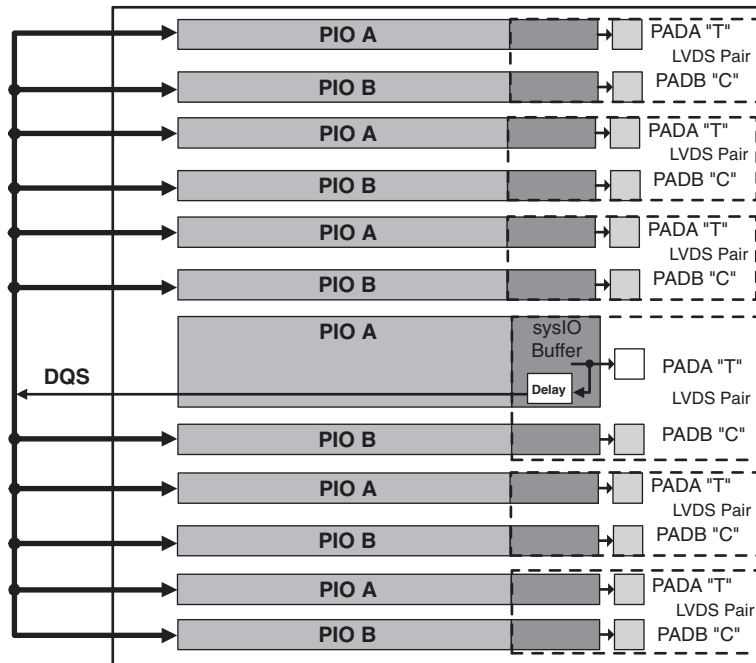 PIO A
PADA "T"
LVDS Pair
PIO B
PADB "C"
PIO A
PADA "T"
LVDS Pair
PIO B
PADB "C"
PIO A
PADA "T"
LVDS Pair
PIO B
PADB "C"
PIO A
sysIO
Buffer
PADA "T"
DQS
Delay
LVDS Pair
PIO B
PADB "C"
PIO A
PADA "T"
LVDS Pair
PIO B
PADB "C"
PIO A
PADA "T"
LVDS Pair
PIO B
PADB "C"